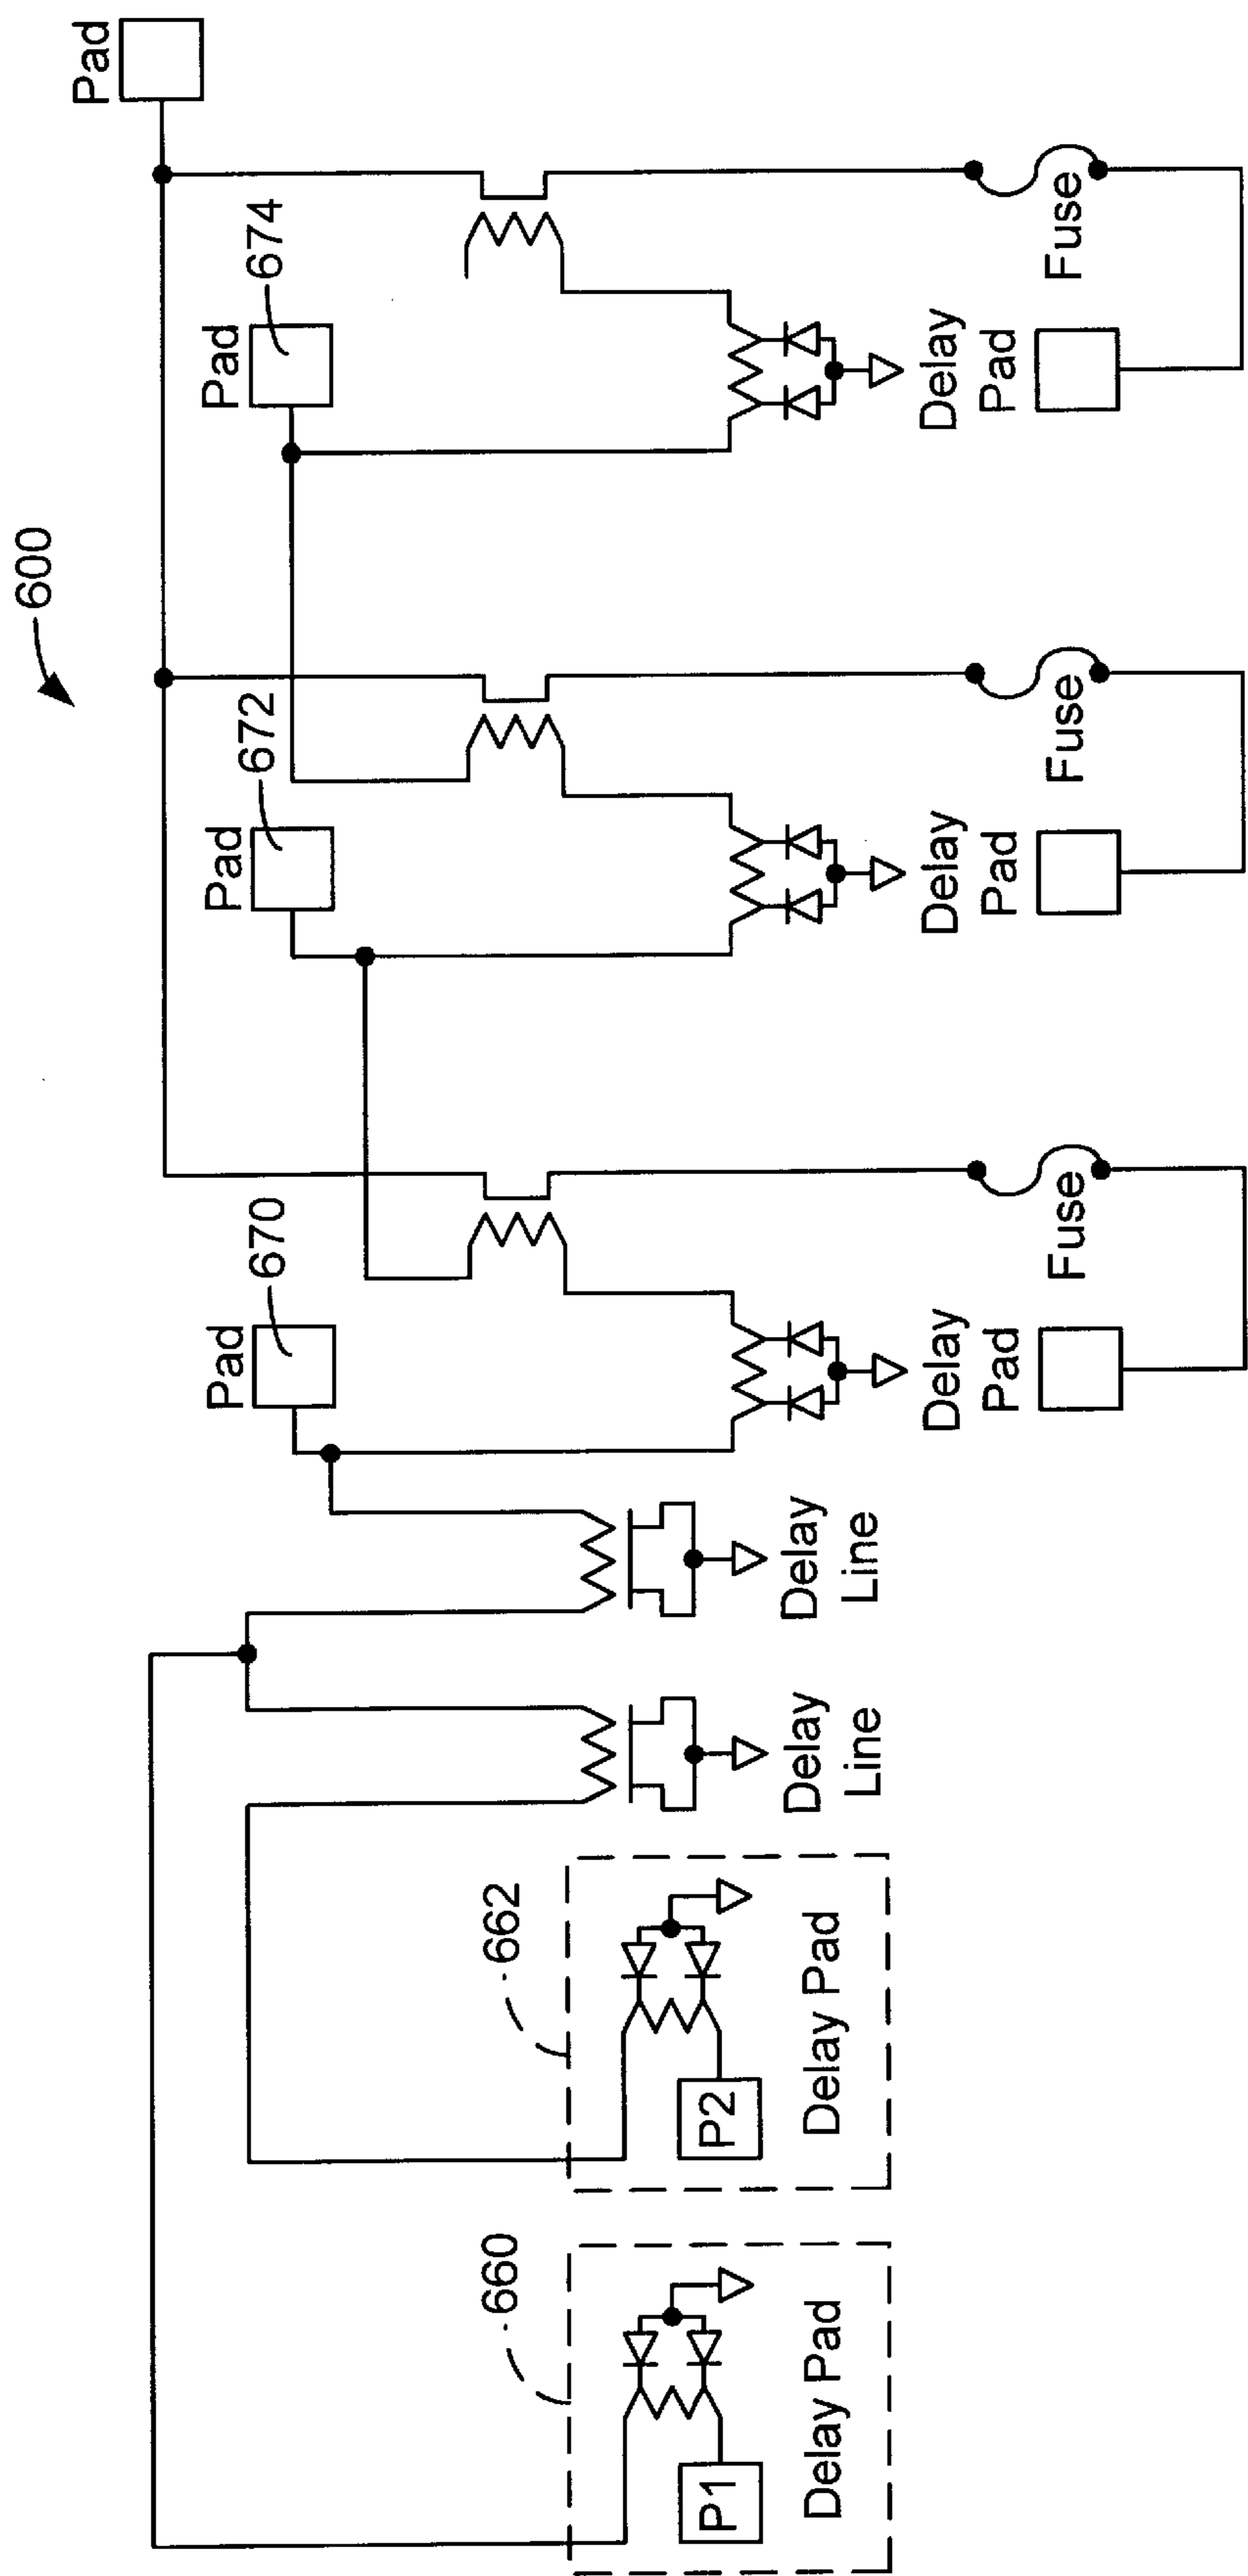 600
Pad
Pad
670
Pad
672
Pad
674
660
662
P1
P2
Delay Pad
Delay Pad
Delay
Line
Delay
Line
Delay
Pad
Fuse
Delay
Pad
Fuse
Delay
Pad
Fuse